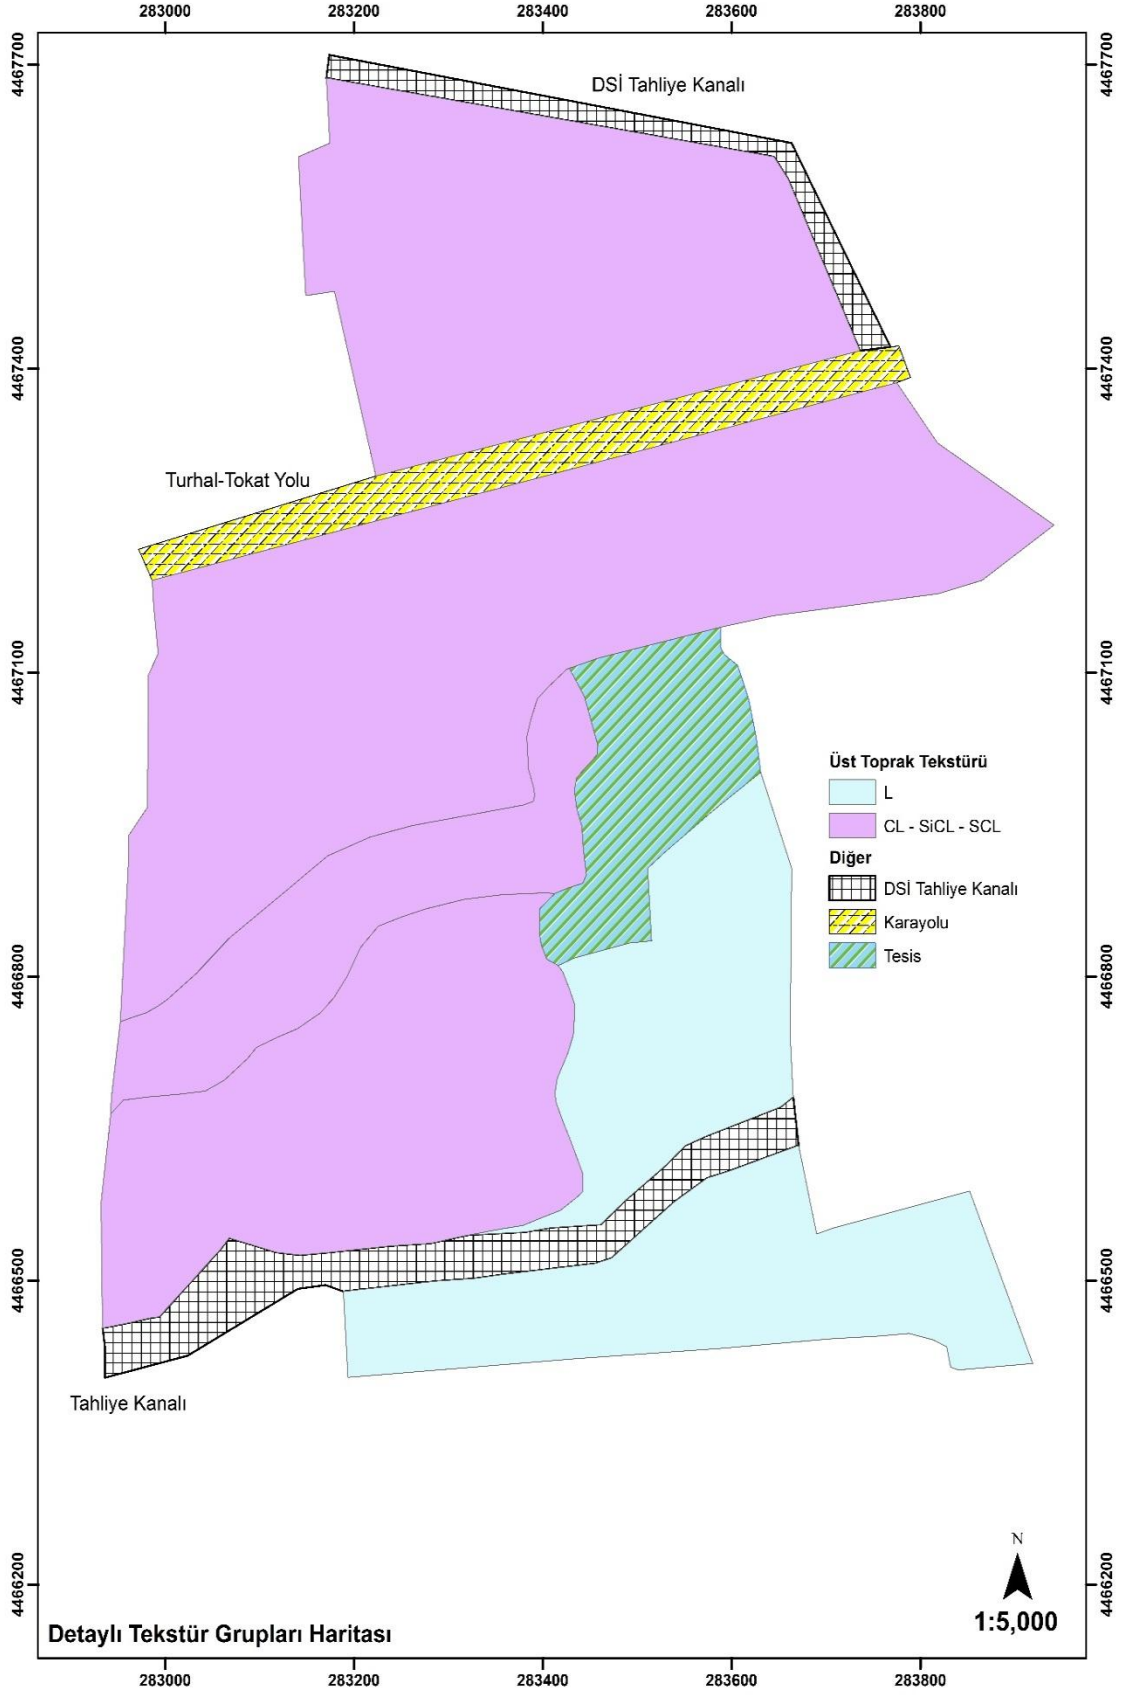 283000 283200 283400 283600 283800
4467700 4467700
DSİ Tahliye Kanalı
4467400 4467400
Turhal-Tokat Yolu
4467100 4467100
Üst Toprak Tekstürü
L
CL - SiCL - SCL
Diğer
DSİ Tahliye Kanalı
Karayolu
Tesis
4466800 4466800
4466500 4466500
Tahliye Kanalı
N
4466200 4466200
1:5,000
Detaylı Tekstür Grupları Haritası
283000 283200 283400 283600 283800